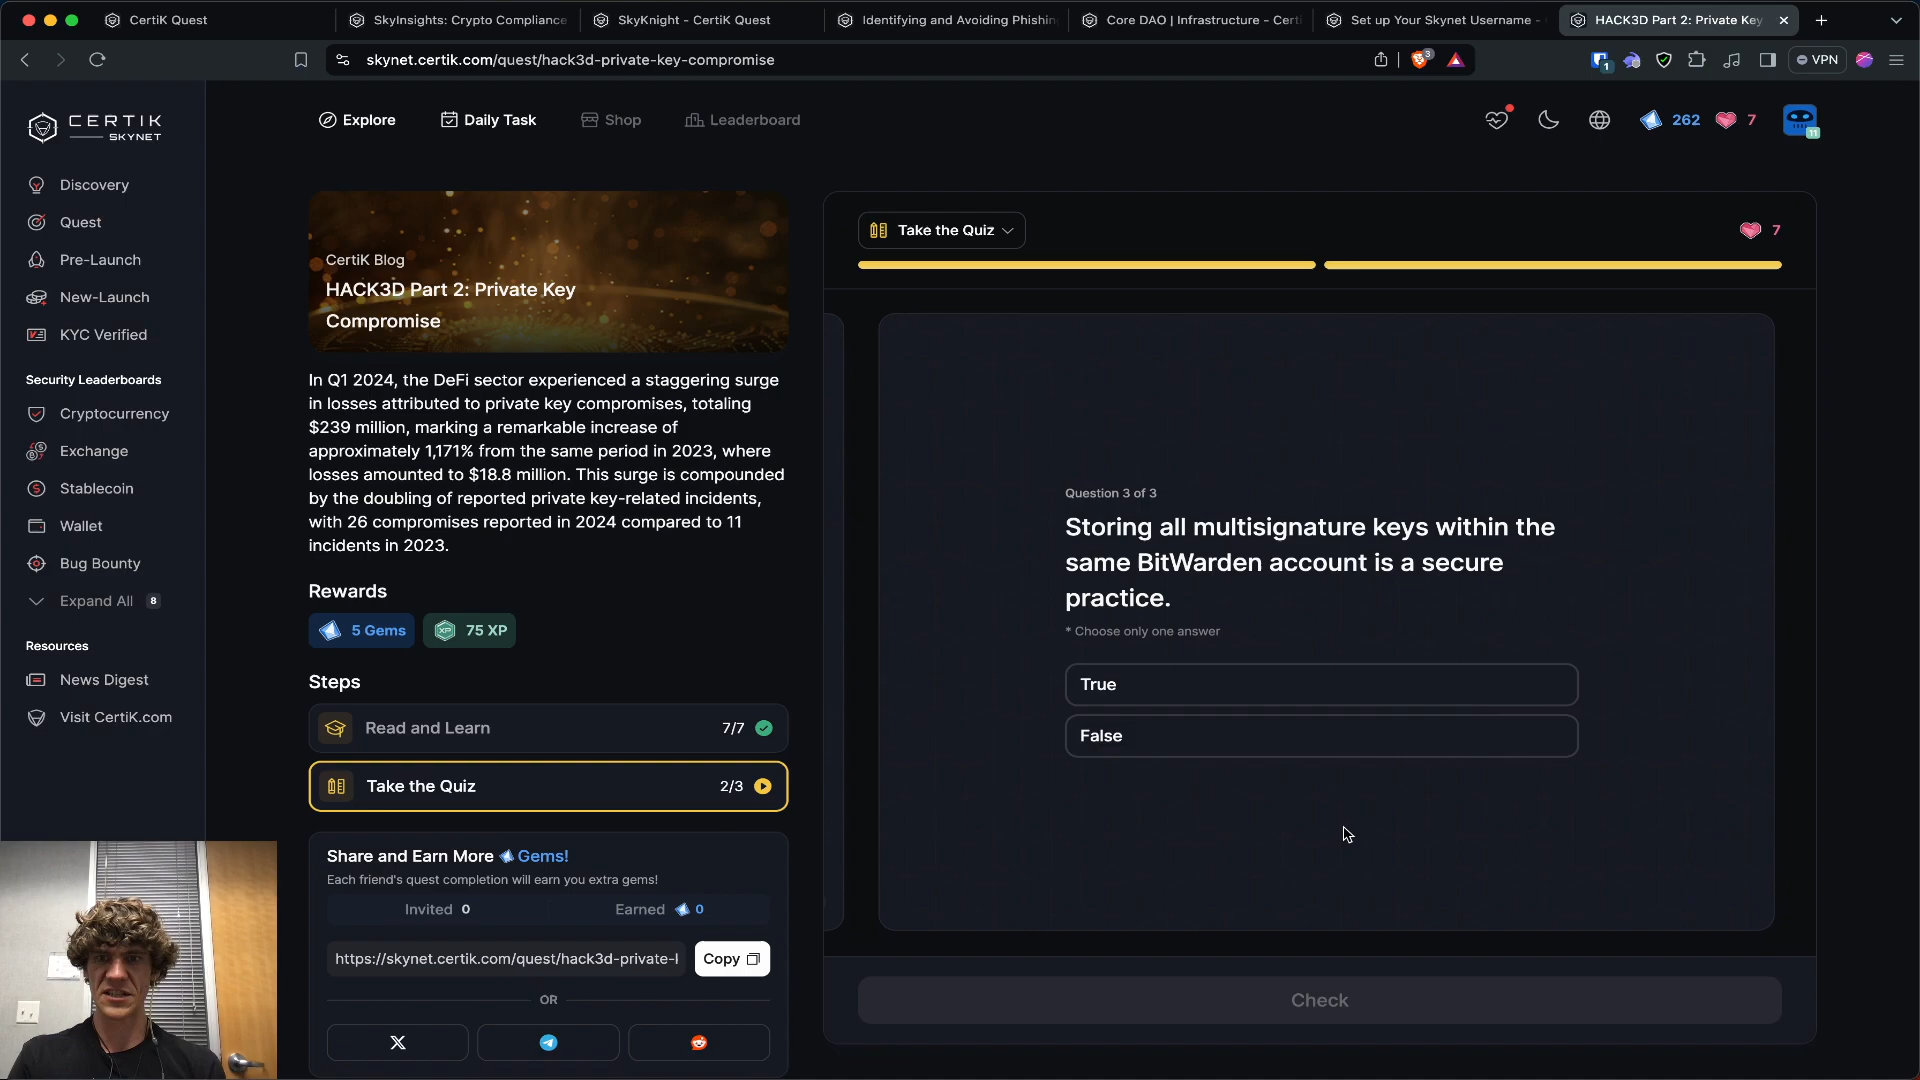 CertiK Quest
SkyInsights: Crypto Compliance
SkyKnight - CertiK Quest
Identifying and Avoiding Phishin
Core DAO | Infrastructure - Certi
Set up Your Skynet Username -
HACK3D Part 2: Private Key
skynet.certik.com/quest/hack3d-private-key-compromise
3
1
VPN
CERTIK
SKYNET
Explore
Daily Task
Shop
Leaderboard
262
7
11
Discovery
Quest
Pre-Launch
New-Launch
KYC Verified
Security Leaderboards
Cryptocurrency
Exchange
Stablecoin
Wallet
Bug Bounty
Expand All 8
Resources
News Digest
Visit CertiK.com
CertiK Blog
HACK3D Part 2: Private Key
Compromise
In Q1 2024, the DeFi sector experienced a staggering surge
in losses attributed to private key compromises, totaling
$239 million, marking a remarkable increase of
approximately 1,171% from the same period in 2023, where
losses amounted to $18.8 million. This surge is compounded
by the doubling of reported private key-related incidents,
with 26 compromises reported in 2024 compared to 11
incidents in 2023.
Rewards
5 Gems
XP 75 XP
Steps
Read and Learn 7/7
Take the Quiz 2/3
Share and Earn More Gems!
Each friend's quest completion will earn you extra gems!
Invited 0
Earned 0
https://skynet.certik.com/quest/hack3d-private-l
Copy
OR
Take the Quiz
7
Question 3 of 3
Storing all multisignature keys within the
same BitWarden account is a secure
practice.
* Choose only one answer
True
False
Check